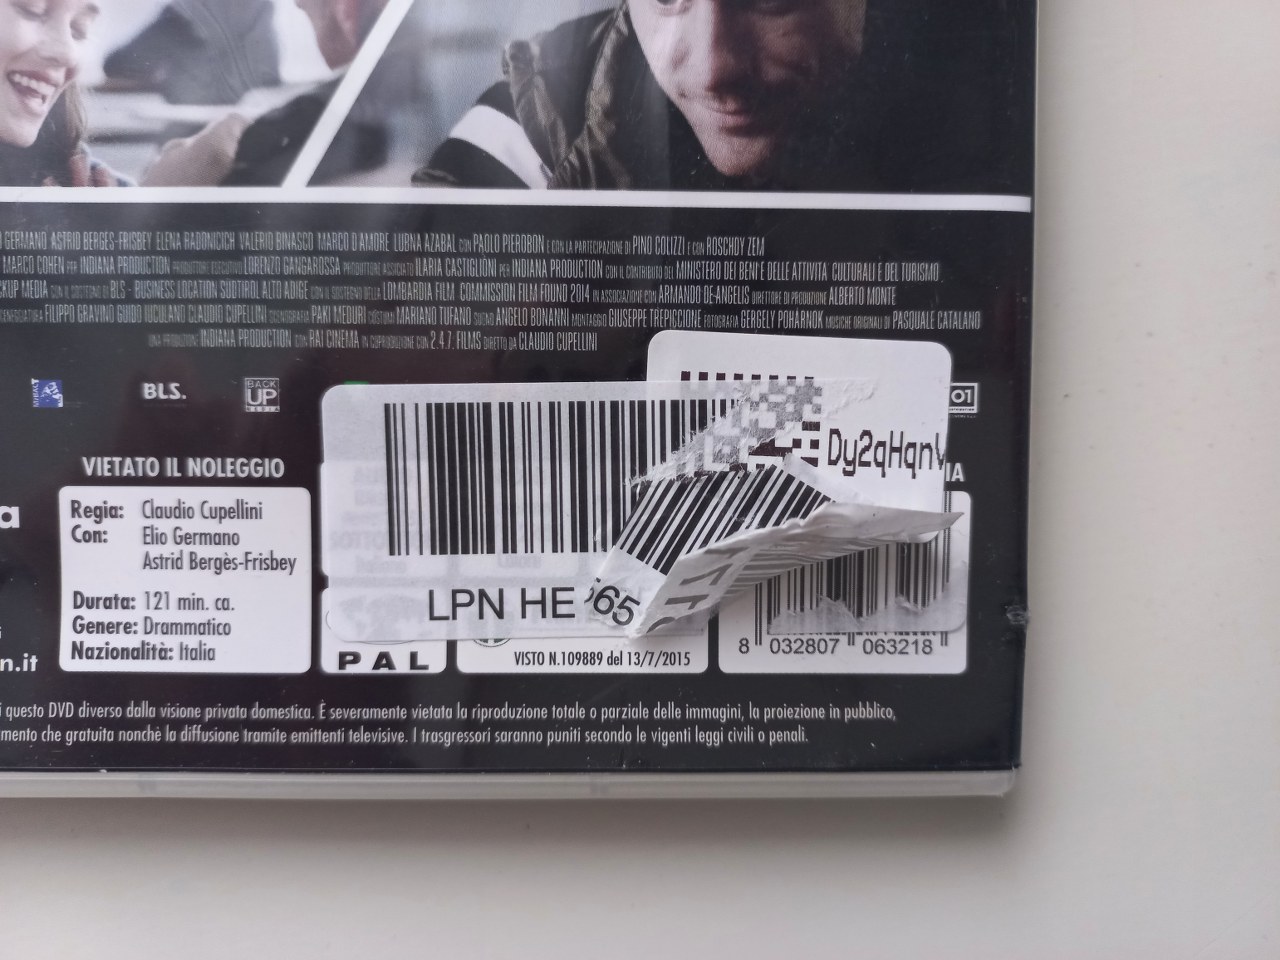 GERMANO ASTRID BERGES-FRISBEY ELENA RADONICICH VALERIO BINASCO MARCO D'AMORE LUBNA AZABAL CON PAOLO PIEROBON E CON LA PARTECIPAZIONE DI PINO COLIZZI E CON ROSCHDY ZEM
MARCO COHEN PER INDIANA PRODUCTION PRODUTTORE ESECUTIVO LORENZO GANGAROSSA PRODUTTORE ASSOCIATO ILARIA CASTIGLIONI PER INDIANA PRODUCTION CON IL CONTRIBUTO DEL MINISTERO DEI BENI E DELLE ATTIVITÀ CULTURALI E DEL TURISMO
CKUP MEDIA CON IL SOSTEGNO DI BLS - BUSINESS LOCATION SÜDTIROL ALTO ADIGE CON IL SOSTEGNO DELLA LOMBARDIA FILM COMMISSION FILM FOUND 2014 IN ASSOCIAZIONE CON ARMANDO DE ANGELIS DIRETTORE DI PRODUZIONE ALBERTO MONTE
FILIPPO GRAVINO GUIDO IUCULANO CLAUDIO CUPELLINI SCENOGRAFIA PAKI MEDURI COSTUMI MARIANO TUFANO SUONO ANGELO BONANNI MONTAGGIO GIUSEPPE TREPICCIONE FOTOGRAFIA GERGELY POHARNOK MUSICHE ORIGINALI DI PASQUALE CATALANO
UNA PRODUZIONE INDIANA PRODUCTION CON RAI CINEMA IN COPRODUZIONE CON 2.4.7. FILMS DIRETTO DA CLAUDIO CUPELLINI
BLS.
BACK
UP
MEDIA
01
Dy2qHqn
IA
VIETATO IL NOLEGGIO
Regia: Claudio Cupellini
Con: Elio Germano
Astrid Bergès-Frisbey
Durata: 121 min. ca.
Genere: Drammatico
Nazionalità: Italia
a
n.it
LPN HE 565
PAL
VISTO N.109889 del 13/7/2015
8 032807 063218
i questo DVD diverso dalla visione privata domestica. È severamente vietata la riproduzione totale o parziale delle immagini, la proiezione in pubblico,
mento che gratuita nonchè la diffusione tramite emittenti televisive. I trasgressori saranno puniti secondo le vigenti leggi civili o penali.